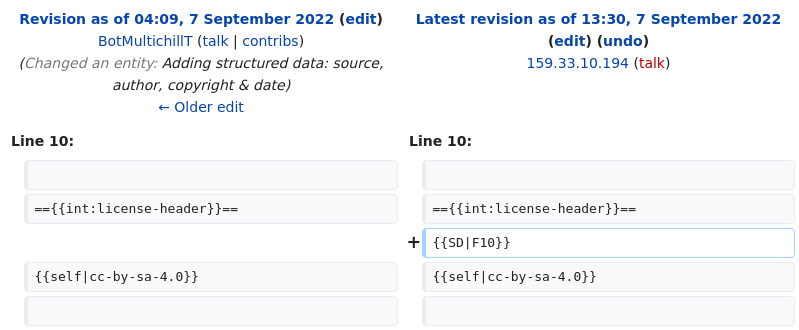 Revision as of 04:09, 7 September 2022 (edit)
BotMultichillT (talk | contribs)
(Changed an entity: Adding structured data: source,
author, copyright & date)
← Older edit
Latest revision as of 13:30, 7 September 2022
(edit) (undo)
159.33.10.194 (talk)
Line 10:
Line 10:
=={{int:license-header}}==
=={{int:license-header}}==
+ {{SD|F10}}
{{self|cc-by-sa-4.0}}
{{self|cc-by-sa-4.0}}